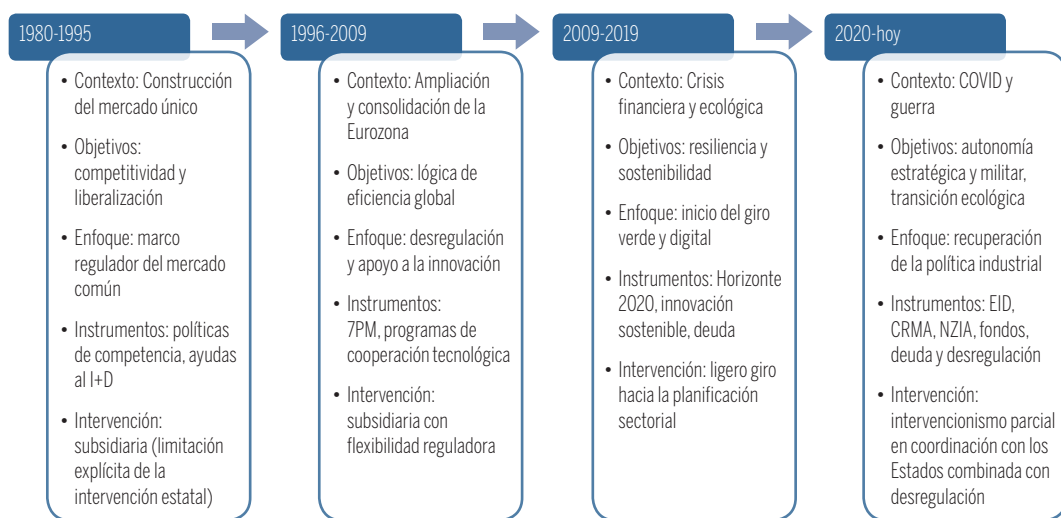 1980-1995
• Contexto: Construcción
del mercado único
• Objetivos:
competitividad y
liberalización
• Enfoque: marco
regulador del mercado
común
• Instrumentos: políticas
de competencia, ayudas
al I+D
• Intervención:
subsidiaria (limitación
explícita de la
intervención estatal)
1996-2009
• Contexto: Ampliación
y consolidación de la
Eurozona
• Objetivos: lógica de
eficiencia global
• Enfoque: desregulación
y apoyo a la innovación
• Instrumentos:
7PM, programas de
cooperación tecnológica
• Intervención:
subsidiaria con
flexibilidad reguladora
2009-2019
• Contexto: Crisis
financiera y ecológica
• Objetivos: resiliencia y
sostenibilidad
• Enfoque: inicio del giro
verde y digital
• Instrumentos: Horizonte
2020, innovación
sostenible, deuda
• Intervención: ligero giro
hacia la planificación
sectorial
2020-hoy
• Contexto: COVID y
guerra
• Objetivos: autonomía
estratégica y militar,
transición ecológica
• Enfoque: recuperación
de la política industrial
• Instrumentos: EID,
CRMA, NZIA, fondos,
deuda y desregulación
• Intervención:
intervencionismo parcial
en coordinación con los
Estados combinada con
desregulación